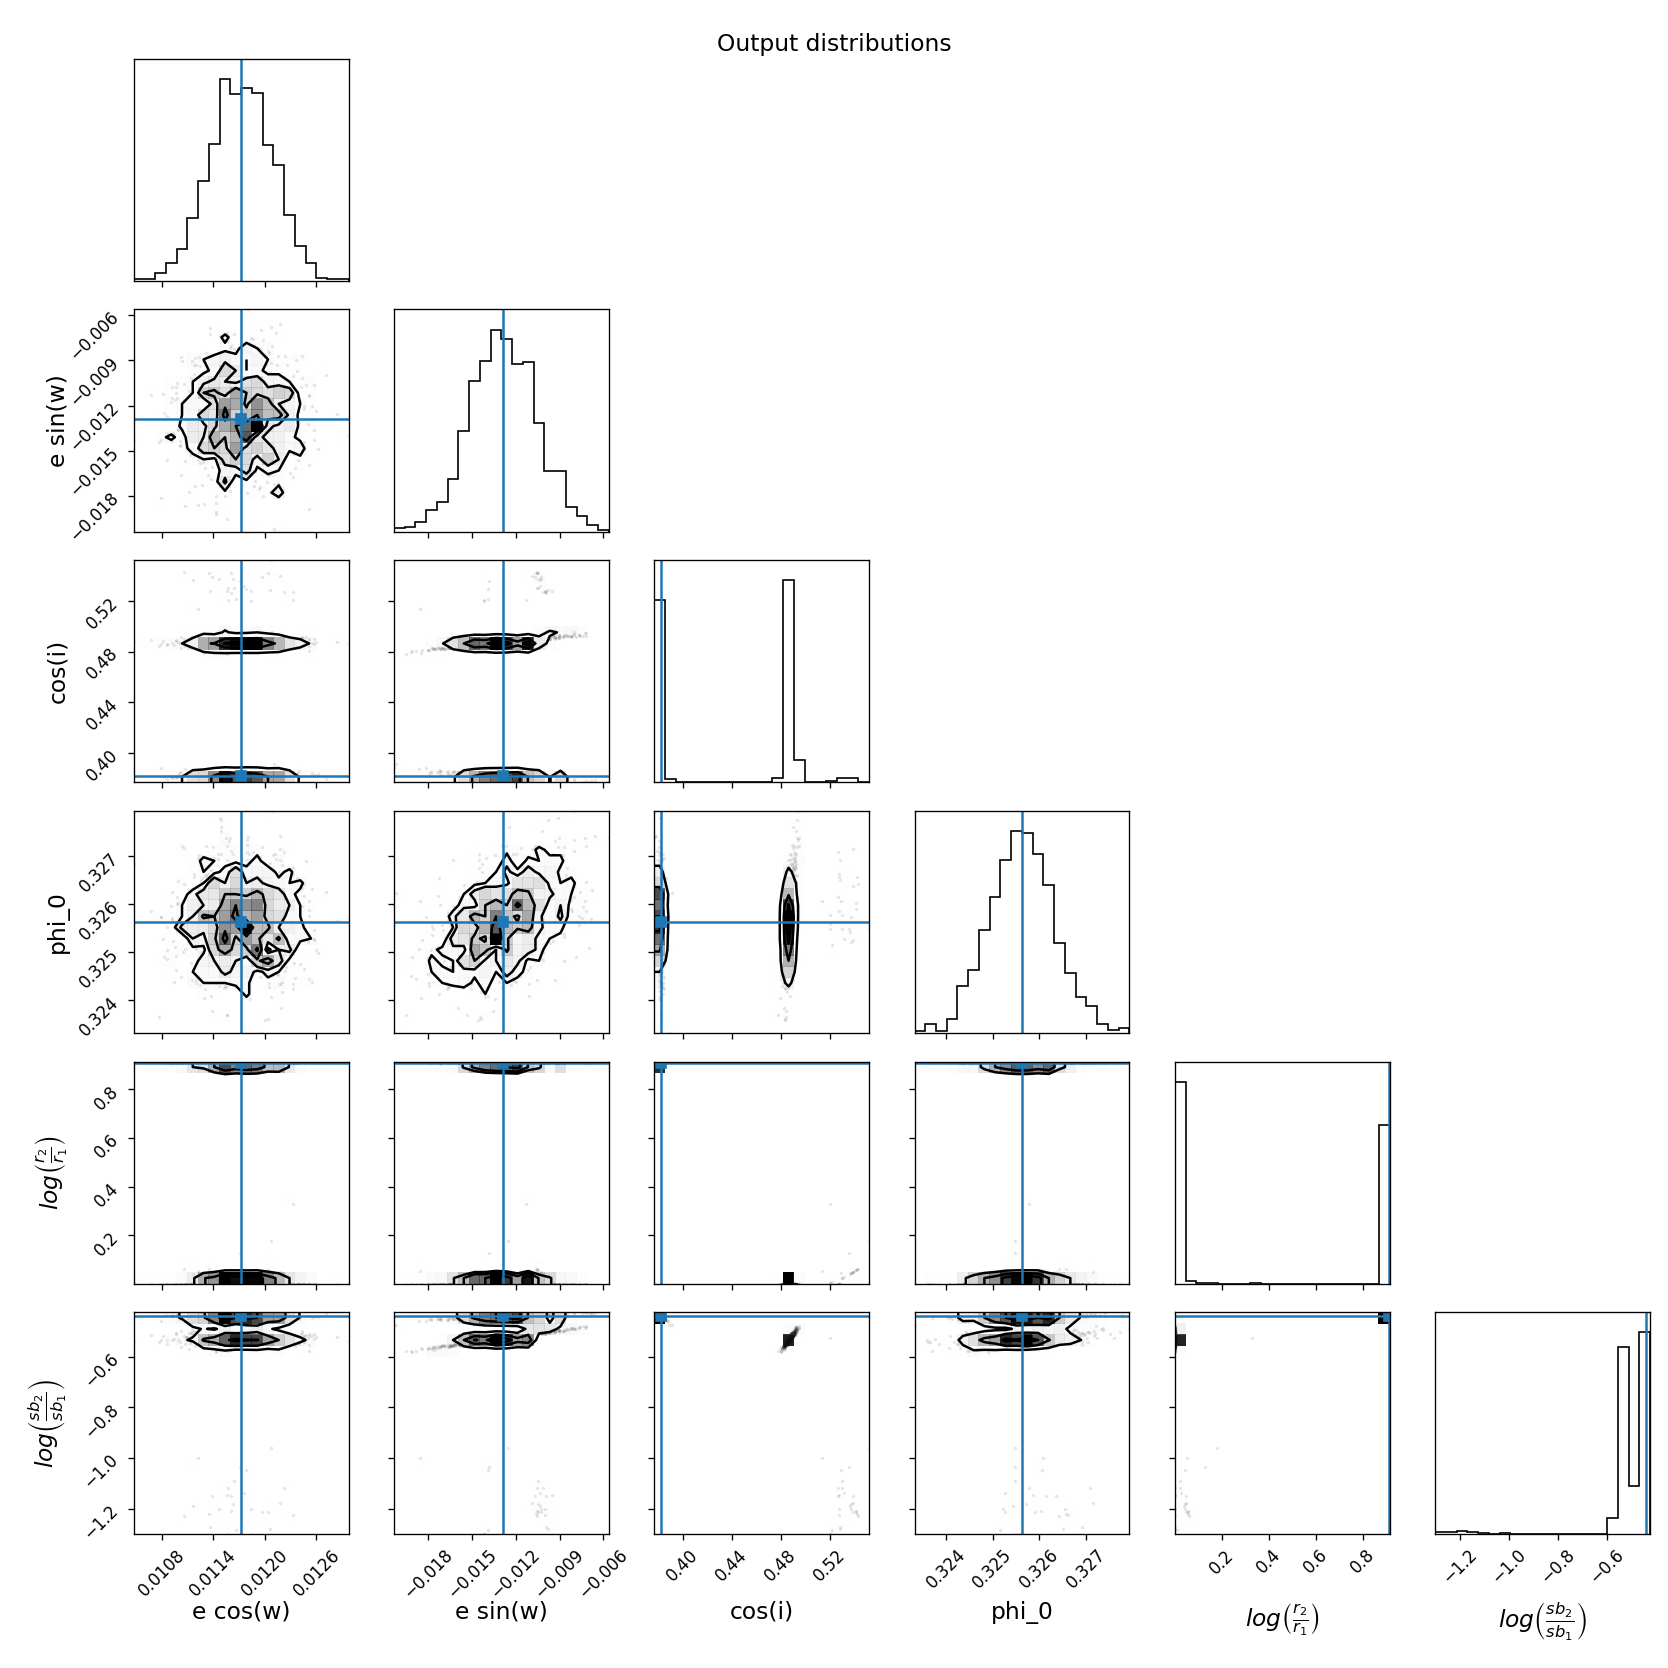 Output distributions
e sin(w)
−0.006
−0.009
−0.012
−0.015
−0.018
cos(i)
0.52
0.48
0.44
0.40
phi_0
0.327
0.326
0.325
0.324
log(r₂/r₁)
0.8
0.6
0.4
0.2
log(sb₂/sb₁)
−0.6
−0.8
−1.0
−1.2
0.0108 0.0114 0.0120 0.0126
−0.018 −0.015 −0.012 −0.009 −0.006
0.40 0.44 0.48 0.52
0.324 0.325 0.326 0.327
0.2 0.4 0.6 0.8
−1.2 −1.0 −0.8 −0.6
e cos(w) e sin(w) cos(i) phi_0 log(r₂/r₁) log(sb₂/sb₁)